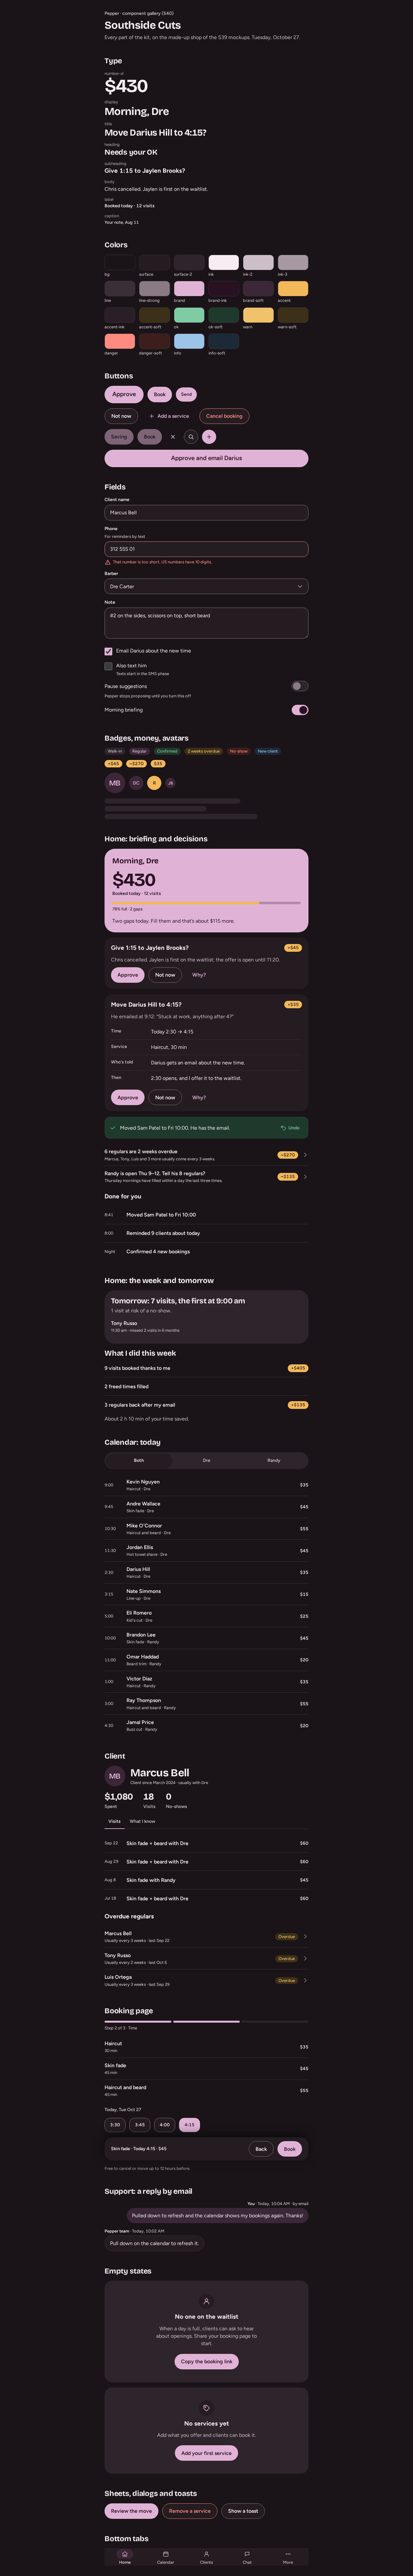 Pepper · component gallery (S40)
Southside Cuts
Every part of the kit, on the made-up shop of the S39 mockups. Tuesday, October 27.
Type
number-xl
$430
display
Morning, Dre
title
Move Darius Hill to 4:15?
heading
Needs your OK
subheading
Give 1:15 to Jaylen Brooks?
body
Chris cancelled. Jaylen is first on the waitlist.
label
Booked today · 12 visits
caption
Your note, Aug 11
Colors
bg surface surface-2 ink ink-2 ink-3
line line-strong brand brand-ink brand-soft accent
accent-ink accent-soft ok ok-soft warn warn-soft
danger danger-soft info info-soft
Buttons
Approve Book Send
Not now Add a service Cancel booking
Saving Book
Approve and email Darius
Fields
Client name
Marcus Bell
Phone
For reminders by text
312 555 01
That number is too short. US numbers have 10 digits.
Barber
Dre Carter
Note
#2 on the sides, scissors on top, short beard
Email Darius about the new time
Also text him
Texts start in the SMS phase
Pause suggestions
Pepper stops proposing until you turn this off
Morning briefing
Badges, money, avatars
Walk-in Regular Confirmed 2 weeks overdue No-show New client
+$45 ~$270 $35
MB DC R JB
Home: briefing and decisions
Morning, Dre
$430
Booked today · 12 visits
78% full · 2 gaps
Two gaps today. Fill them and that's about $115 more.
Give 1:15 to Jaylen Brooks? +$45
Chris cancelled. Jaylen is first on the waitlist; the offer is open until 11:20.
Approve Not now Why?
Move Darius Hill to 4:15? +$35
He emailed at 9:12: "Stuck at work, anything after 4?"
Time Today 2:30 → 4:15
Service Haircut, 30 min
Who's told Darius gets an email about the new time.
Then 2:30 opens, and I offer it to the waitlist.
Approve Not now Why?
Moved Sam Patel to Fri 10:00. He has the email. Undo
6 regulars are 2 weeks overdue ~$270
Marcus, Tony, Luis and 3 more usually come every 3 weeks.
Randy is open Thu 9–12. Tell his 8 regulars? ~$135
Thursday mornings have filled within a day the last three times.
Done for you
8:41 Moved Sam Patel to Fri 10:00
8:00 Reminded 9 clients about today
Night Confirmed 4 new bookings
Home: the week and tomorrow
Tomorrow: 7 visits, the first at 9:00 am
1 visit at risk of a no-show.
Tony Russo
11:30 am · missed 2 visits in 6 months
What I did this week
9 visits booked thanks to me +$405
2 freed times filled
3 regulars back after my email +$135
About 2 h 10 min of your time saved.
Calendar: today
Both Dre Randy
9:00 Kevin Nguyen $35
Haircut · Dre
9:45 Andre Wallace $45
Skin fade · Dre
10:30 Mike O'Connor $55
Haircut and beard · Dre
11:30 Jordan Ellis $45
Hot towel shave · Dre
2:30 Darius Hill $35
Haircut · Dre
3:15 Nate Simmons $15
Line-up · Dre
5:00 Eli Romero $25
Kid's cut · Dre
10:00 Brandon Lee $45
Skin fade · Randy
11:00 Omar Haddad $20
Beard trim · Randy
1:00 Victor Diaz $35
Haircut · Randy
3:00 Ray Thompson $55
Haircut and beard · Randy
4:30 Jamal Price $20
Buzz cut · Randy
Client
MB Marcus Bell
Client since March 2024 · usually with Dre
$1,080 18 0
Spent Visits No-shows
Visits What I know
Sep 22 Skin fade + beard with Dre $60
Aug 29 Skin fade + beard with Dre $60
Aug 8 Skin fade with Randy $45
Jul 18 Skin fade + beard with Dre $60
Overdue regulars
Marcus Bell Overdue
Usually every 3 weeks · last Sep 22
Tony Russo Overdue
Usually every 2 weeks · last Oct 6
Luis Ortega Overdue
Usually every 3 weeks · last Sep 29
Booking page
Step 2 of 3 · Time
Haircut $35
30 min
Skin fade $45
45 min
Haircut and beard $55
45 min
Today, Tue Oct 27
3:30 3:45 4:00 4:15
Skin fade · Today 4:15 · $45 Back Book
Free to cancel or move up to 12 hours before.
Support: a reply by email
You · Today, 10:04 AM · by email
Pulled down to refresh and the calendar shows my bookings again. Thanks!
Pepper team · Today, 10:02 AM
Pull down on the calendar to refresh it.
Empty states
No one on the waitlist
When a day is full, clients can ask to hear
about openings. Share your booking page to
start.
Copy the booking link
No services yet
Add what you offer and clients can book it.
Add your first service
Sheets, dialogs and toasts
Review the move Remove a service Show a toast
Bottom tabs
Home Calendar Clients Chat More